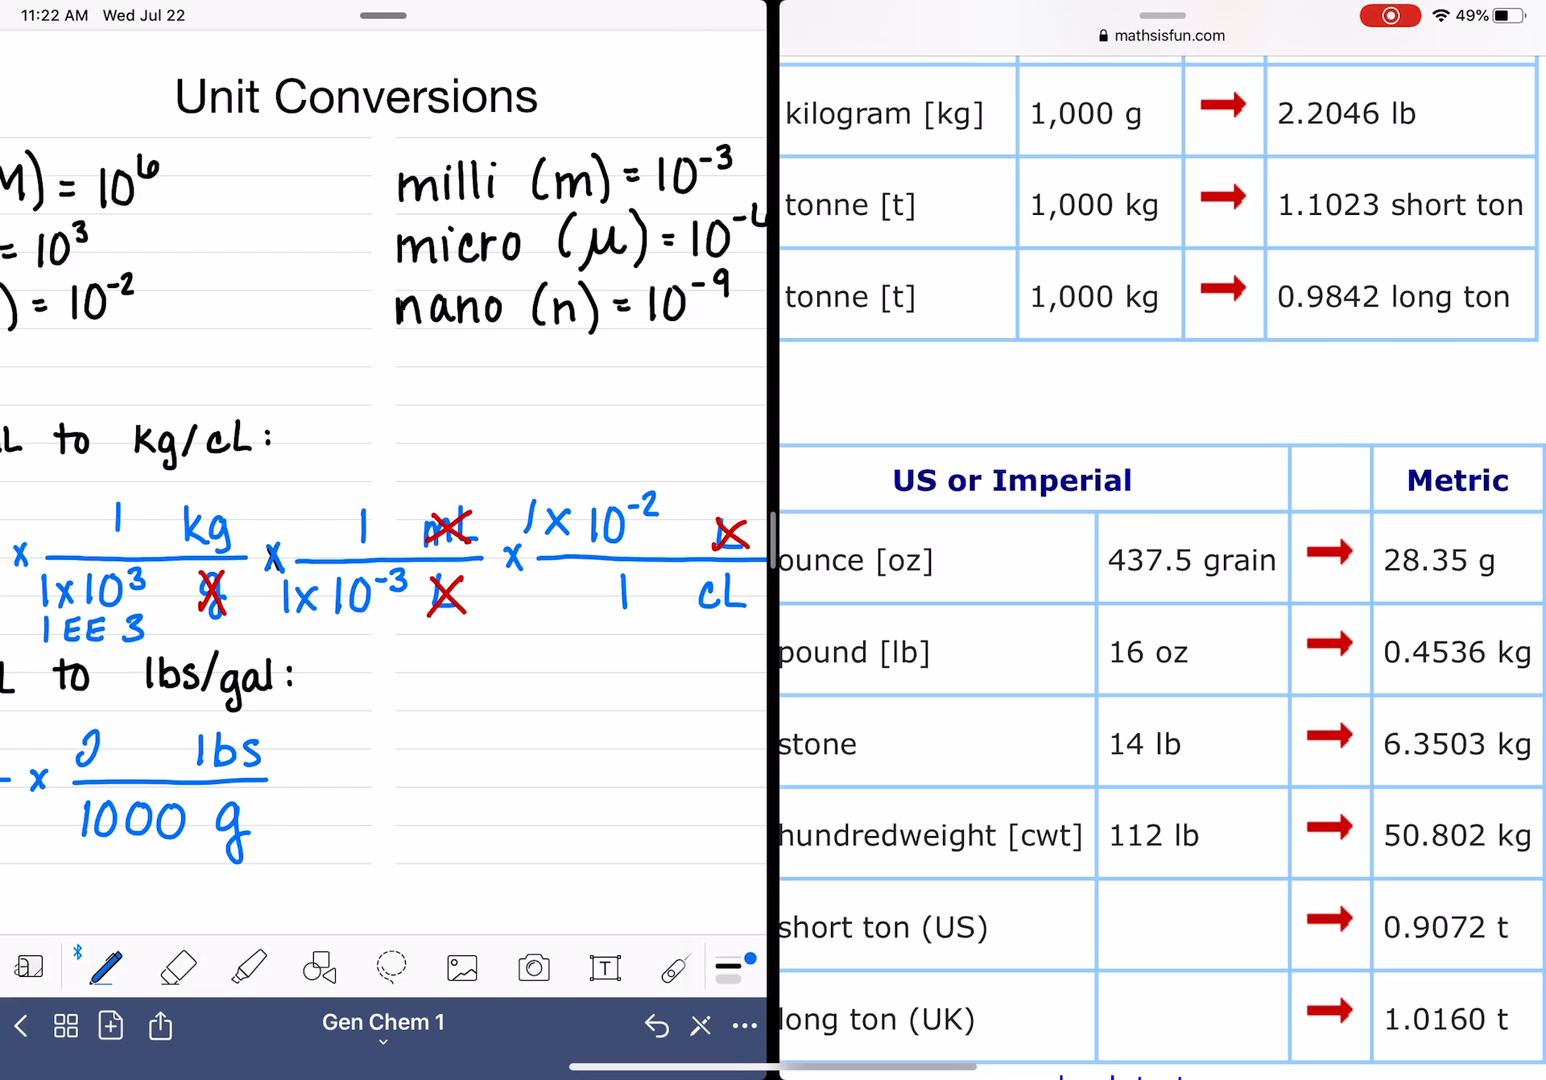 11:22 AM Wed Jul 22
Unit Conversions
M) = 10^6
= 10^3
) = 10^-2
milli (m) = 10^-3
micro (μ) = 10^-6
nano (n) = 10^-9
L to kg/cL:
x 1 kg x 1 mL x 1 x 10^-2 L
1x10^3 g 1x 10^-3 L 1 cL
1 EE 3
L to lbs/gal:
x lbs
1000 g
Gen Chem 1
49%
mathsisfun.com
kilogram [kg] 1,000 g 2.2046 lb
tonne [t] 1,000 kg 1.1023 short ton
tonne [t] 1,000 kg 0.9842 long ton
US or Imperial Metric
ounce [oz] 437.5 grain 28.35 g
pound [lb] 16 oz 0.4536 kg
stone 14 lb 6.3503 kg
hundredweight [cwt] 112 lb 50.802 kg
short ton (US) 0.9072 t
long ton (UK) 1.0160 t